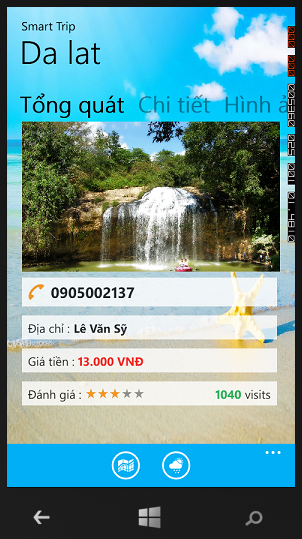 Smart Trip
Da lat
Tổng quát Chi tiết Hình ả
0905002137
Địa chỉ : Lê Văn Sỹ
Giá tiền : 13.000 VNĐ
Đánh giá :
1040 visits